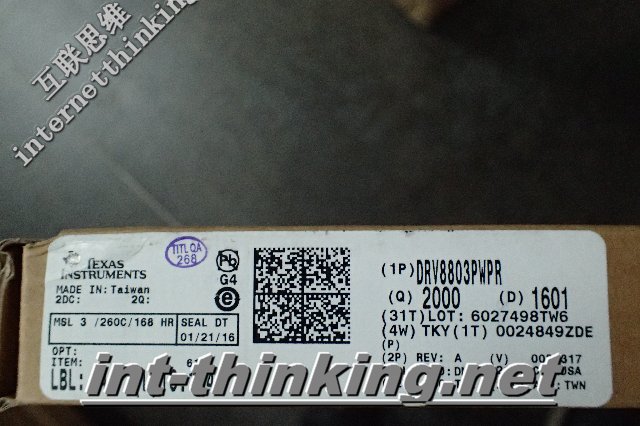 互联思维
internetthinking
TEXAS
INSTRUMENTS
MADE IN: Taiwan
2DC: 2Q:
TITL QA
268
Pb
G4
e
MSL 3 /260C/168 HR
SEAL DT
01/21/16
OPT:
ITEM:
LBL:
(1P) DRV8803PWPR
(Q) 2000 (D) 1601
(31T) LOT: 6027498TW6
(4W) TKY (1T) 0024849ZDE
(P)
(2P) REV: A (V)
TWN
int-thinking.net